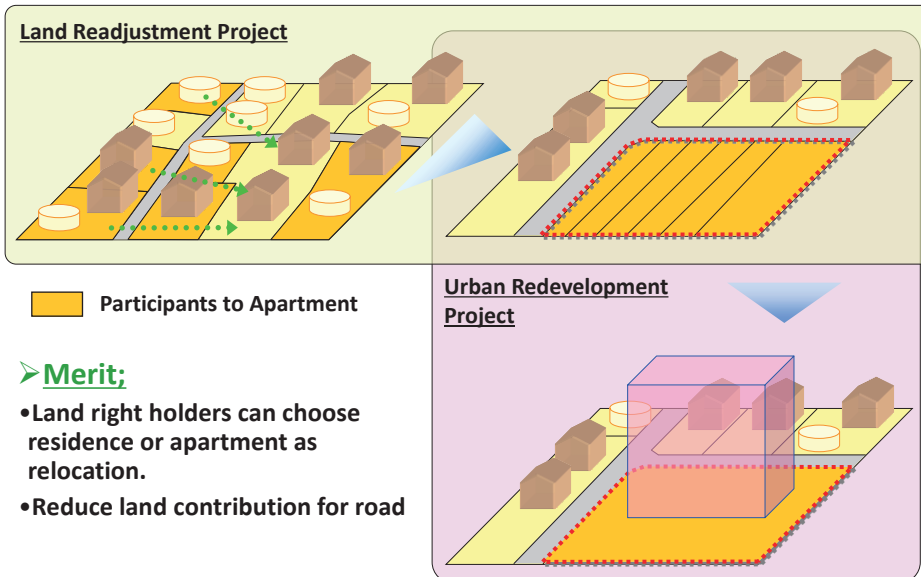 Land Readjustment Project
Participants to Apartment
Urban Redevelopment
Project
➢Merit;
•Land right holders can choose
residence or apartment as
relocation.
•Reduce land contribution for road